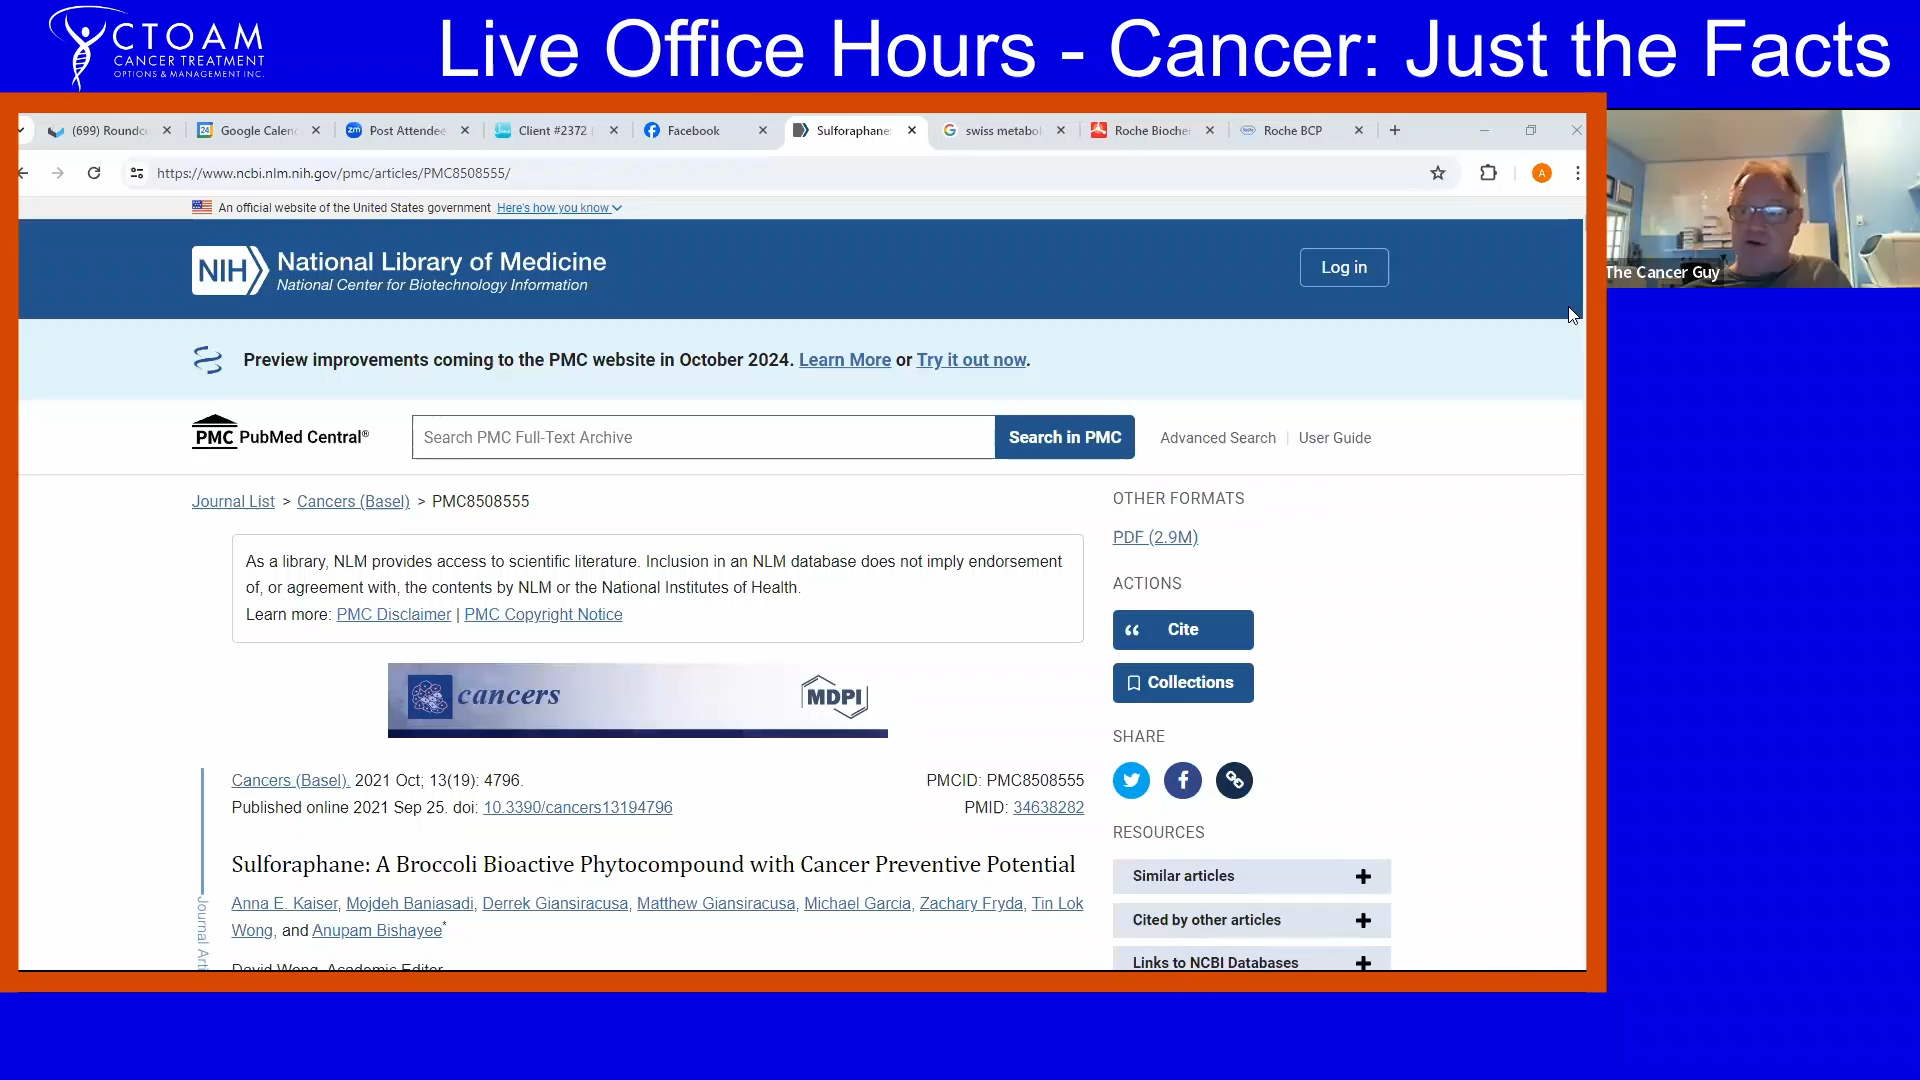 CTOAM
CANCER TREATMENT
OPTIONS & MANAGEMENT INC.
Live Office Hours - Cancer: Just the Facts
(699) Roundc
Google Calen
Post Attendee
Client #2372
Facebook
Sulforaphane:
swiss metabo
Roche Bioche
Roche BCP
https://www.ncbi.nlm.nih.gov/pmc/articles/PMC8508555/
A
An official website of the United States government Here's how you know
NIH National Library of Medicine
National Center for Biotechnology Information
Log in
The Cancer Guy
Preview improvements coming to the PMC website in October 2024. Learn More or Try it out now.
PMC PubMed Central®
Search PMC Full-Text Archive
Search in PMC
Advanced Search
User Guide
Journal List > Cancers (Basel) > PMC8508555
As a library, NLM provides access to scientific literature. Inclusion in an NLM database does not imply endorsement
of, or agreement with, the contents by NLM or the National Institutes of Health.
Learn more: PMC Disclaimer | PMC Copyright Notice
cancers
MDPI
Cancers (Basel). 2021 Oct; 13(19): 4796.
PMCID: PMC8508555
Published online 2021 Sep 25. doi: 10.3390/cancers13194796
PMID: 34638282
Sulforaphane: A Broccoli Bioactive Phytocompound with Cancer Preventive Potential
Anna E. Kaiser, Mojdeh Baniasadi, Derrek Giansiracusa, Matthew Giansiracusa, Michael Garcia, Zachary Fryda, Tin Lok
Wong, and Anupam Bishayee*
David Wong, Academic Editor
Journal Arti
OTHER FORMATS
PDF (2.9M)
ACTIONS
Cite
Collections
SHARE
RESOURCES
Similar articles
Cited by other articles
Links to NCBI Databases